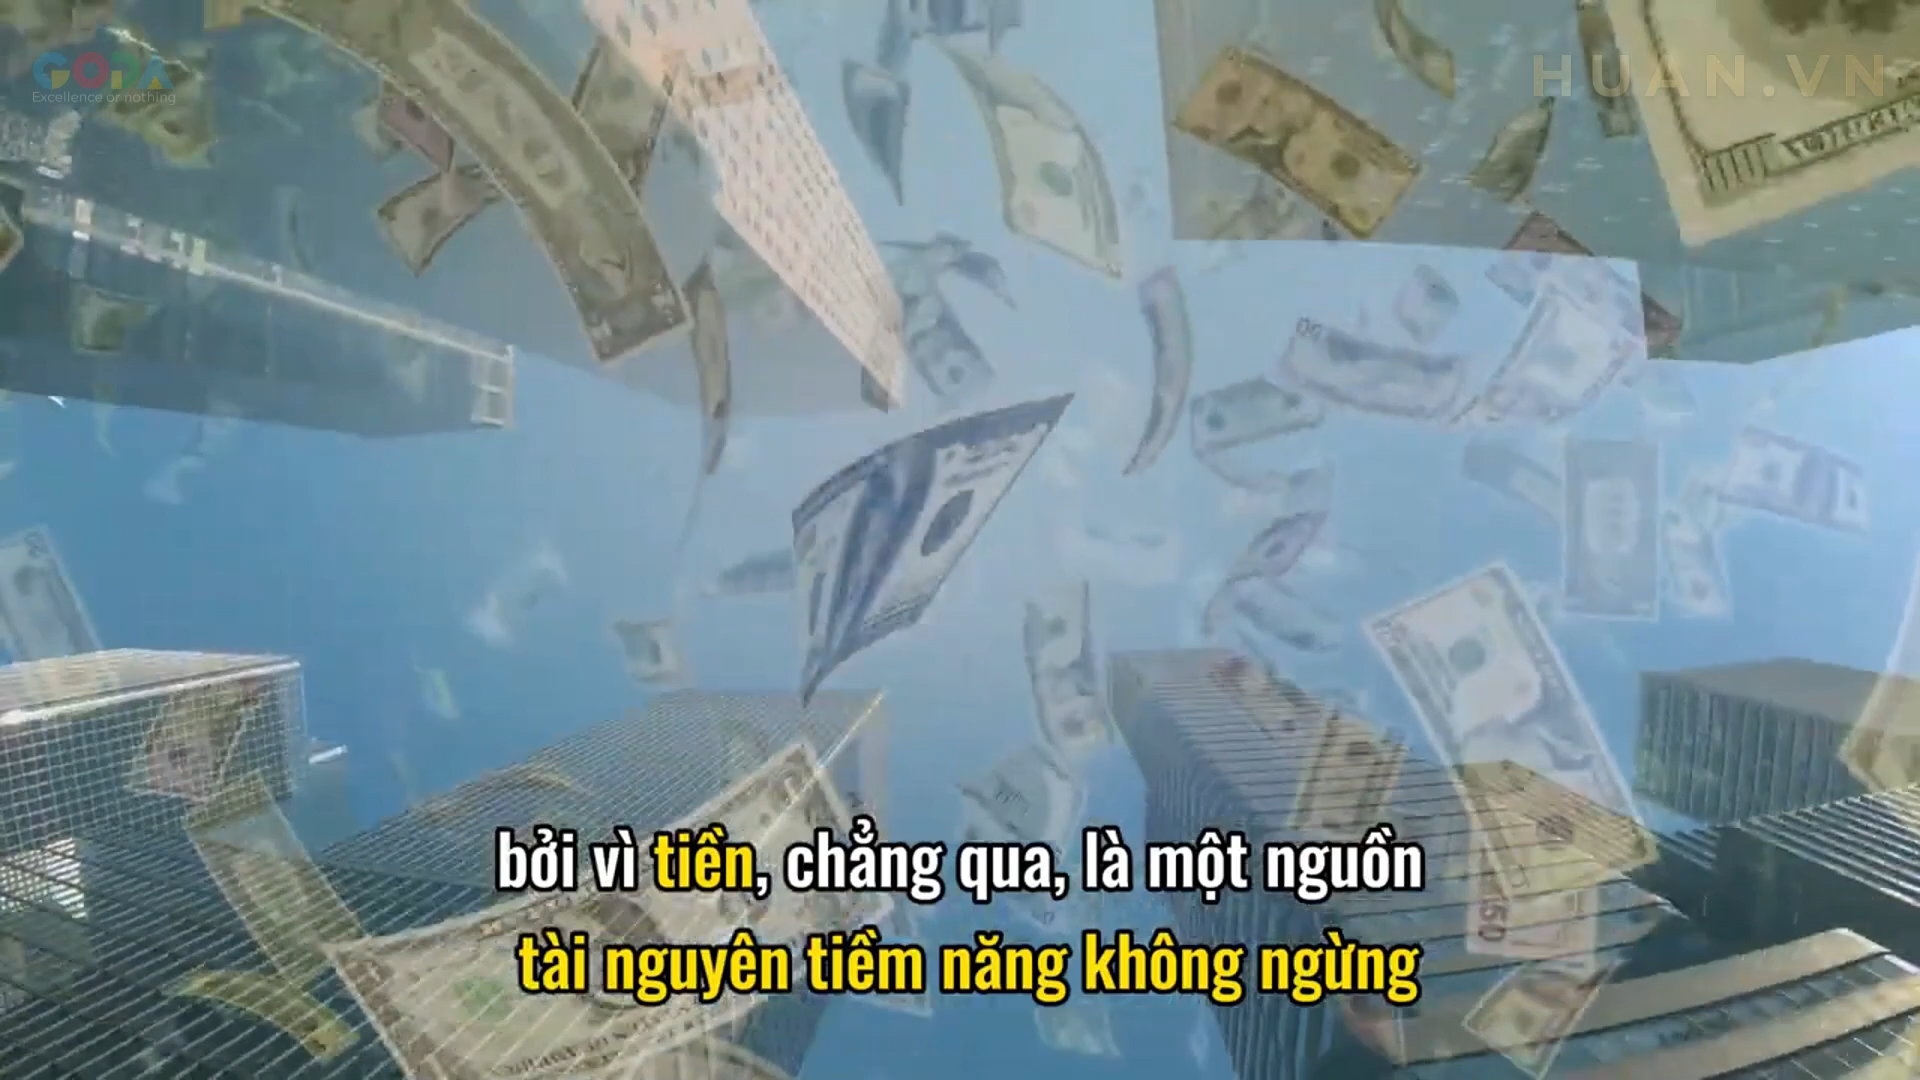 GOPA
Excellence or nothing
HUAN.VN
bởi vì tiền, chẳng qua, là một nguồn
tài nguyên tiềm năng không ngừng